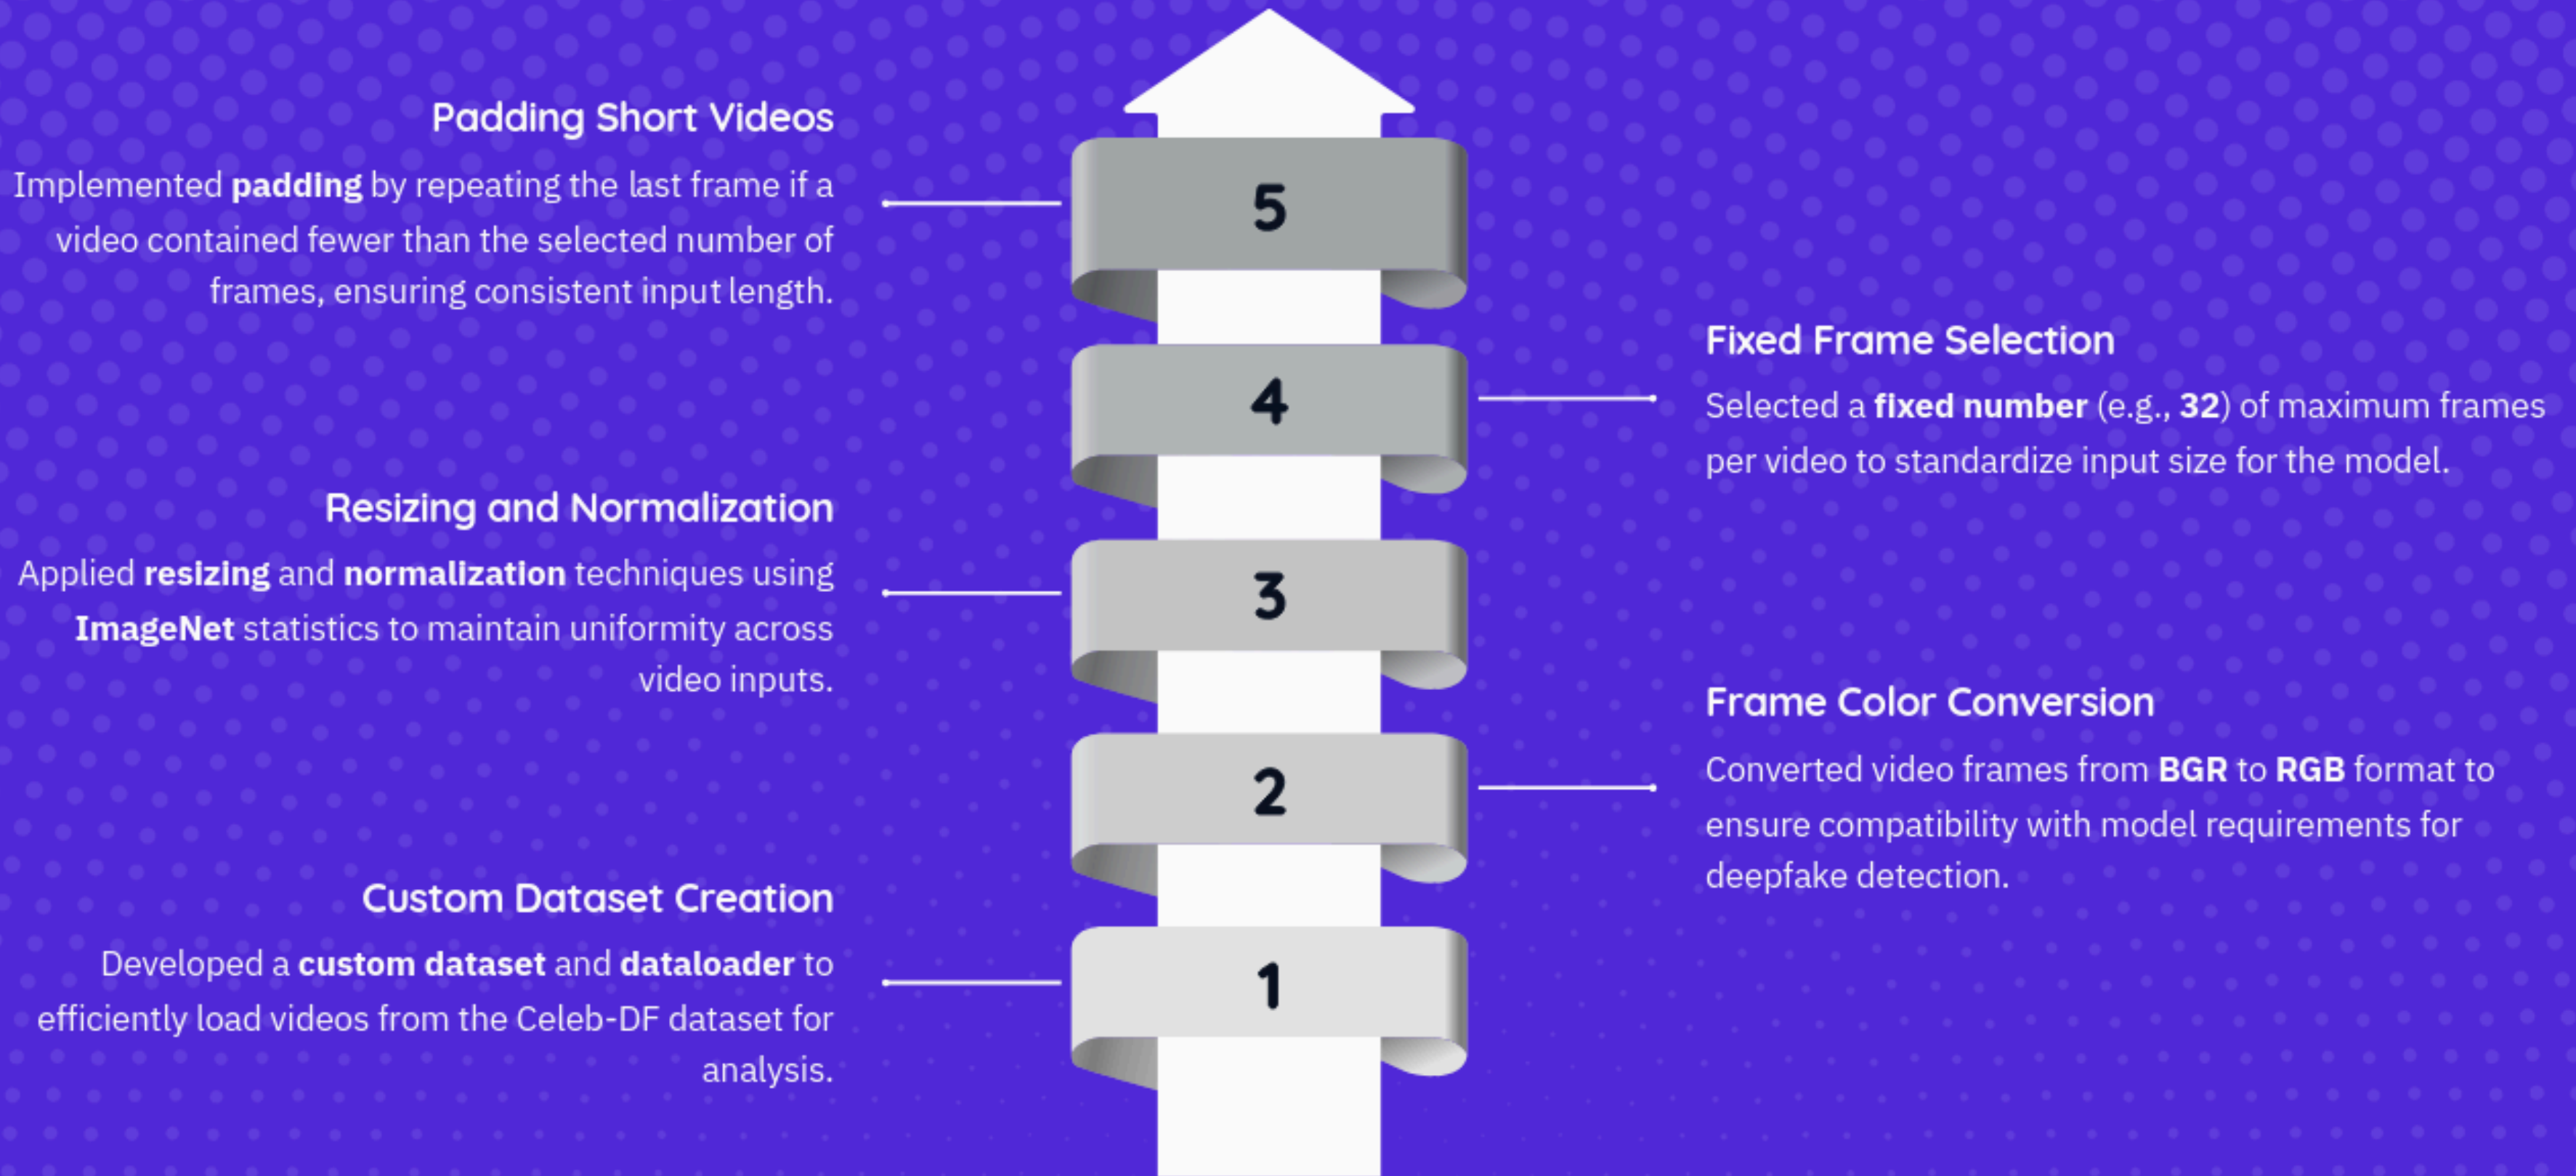 Padding Short Videos
Implemented padding by repeating the last frame if a
video contained fewer than the selected number of
frames, ensuring consistent input length.
5
Fixed Frame Selection
Selected a fixed number (e.g., 32) of maximum frames
per video to standardize input size for the model.
4
Resizing and Normalization
Applied resizing and normalization techniques using
ImageNet statistics to maintain uniformity across
video inputs.
3
Frame Color Conversion
Converted video frames from BGR to RGB format to
ensure compatibility with model requirements for
deepfake detection.
2
Custom Dataset Creation
Developed a custom dataset and dataloader to
efficiently load videos from the Celeb-DF dataset for
analysis.
1